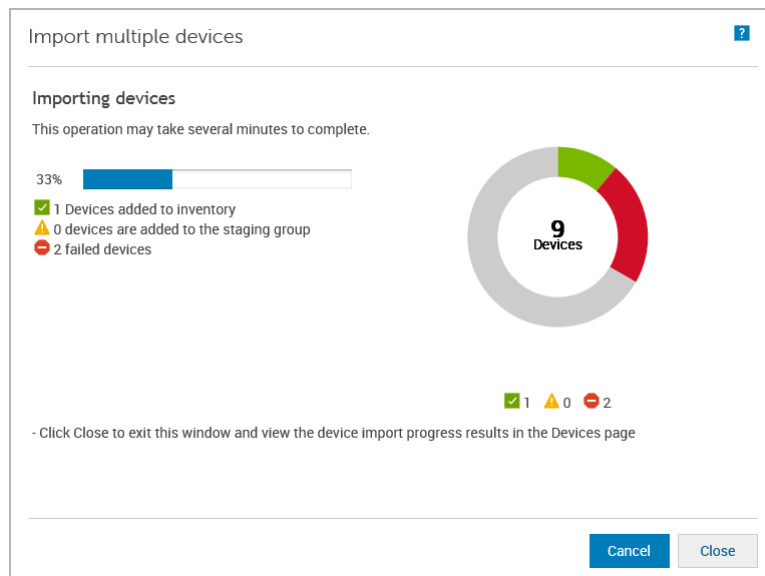 Import multiple devices
?
Importing devices
This operation may take several minutes to complete.
33%
1 Devices added to inventory
0 devices are added to the staging group
2 failed devices
9
Devices
1 0 2
- Click Close to exit this window and view the device import progress results in the Devices page
Cancel Close